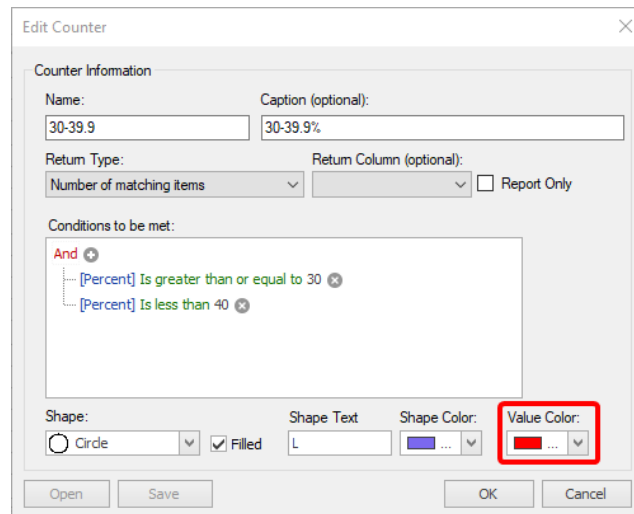 Edit Counter
Counter Information
Name: Caption (optional):
30-39.9 30-39.9%
Return Type: Return Column (optional):
Number of matching items Report Only
Conditions to be met:
And
[Percent] Is greater than or equal to 30
[Percent] Is less than 40
Shape: Shape Text Shape Color: Value Color:
Circle Filled L ... ...
Open Save OK Cancel